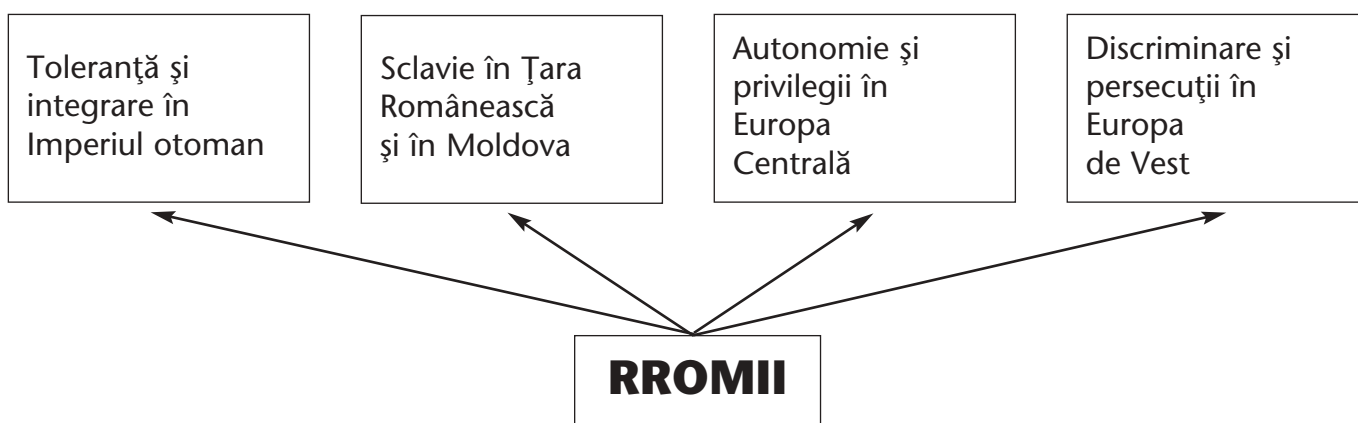 Toleranţă şi
integrare în
Imperiul otoman
Sclavie în Ţara
Românească
şi în Moldova
Autonomie şi
privilegii în
Europa
Centrală
Discriminare şi
persecuţii în
Europa
de Vest
RROMII